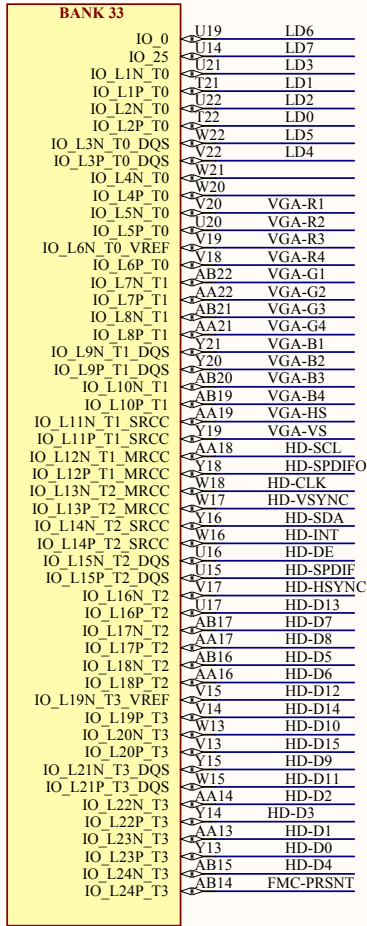 BANK 33
IO_0 U19 LD6
IO_25 U14 LD7
IO_L1N_T0 U21 LD3
IO_L1P_T0 T21 LD1
IO_L2N_T0 U22 LD2
IO_L2P_T0 T22 LD0
IO_L3N_T0_DQS W22 LD5
IO_L3P_T0_DQS V22 LD4
IO_L4N_T0 W21
IO_L4P_T0 W20
IO_L5N_T0 V20 VGA-R1
IO_L5P_T0 U20 VGA-R2
IO_L6N_T0_VREF V19 VGA-R3
IO_L6P_T0 V18 VGA-R4
IO_L7N_T1 AB22 VGA-G1
IO_L7P_T1 AA22 VGA-G2
IO_L8N_T1 AB21 VGA-G3
IO_L8P_T1 AA21 VGA-G4
IO_L9N_T1_DQS Y21 VGA-B1
IO_L9P_T1_DQS Y20 VGA-B2
IO_L10N_T1 AB20 VGA-B3
IO_L10P_T1 AB19 VGA-B4
IO_L11N_T1_SRCC AA19 VGA-HS
IO_L11P_T1_SRCC Y19 VGA-VS
IO_L12N_T1_MRCC AA18 HD-SCL
IO_L12P_T1_MRCC Y18 HD-SPDIFO
IO_L13N_T2_MRCC W18 HD-CLK
IO_L13P_T2_MRCC W17 HD-VSYNC
IO_L14N_T2_SRCC Y16 HD-SDA
IO_L14P_T2_SRCC W16 HD-INT
IO_L15N_T2_DQS U16 HD-DE
IO_L15P_T2_DQS U15 HD-SPDIF
IO_L16N_T2 V17 HD-HSYNC
IO_L16P_T2 U17 HD-D13
IO_L17N_T2 AB17 HD-D7
IO_L17P_T2 AA17 HD-D8
IO_L18N_T2 AB16 HD-D5
IO_L18P_T2 AA16 HD-D6
IO_L19N_T3_VREF V15 HD-D12
IO_L19P_T3 V14 HD-D14
IO_L20N_T3 W13 HD-D10
IO_L20P_T3 V13 HD-D15
IO_L21N_T3_DQS Y15 HD-D9
IO_L21P_T3_DQS W15 HD-D11
IO_L22N_T3 AA14 HD-D2
IO_L22P_T3 Y14 HD-D3
IO_L23N_T3 AA13 HD-D1
IO_L23P_T3 Y13 HD-D0
IO_L24N_T3 AB15 HD-D4
IO_L24P_T3 AB14 FMC-PRSNT